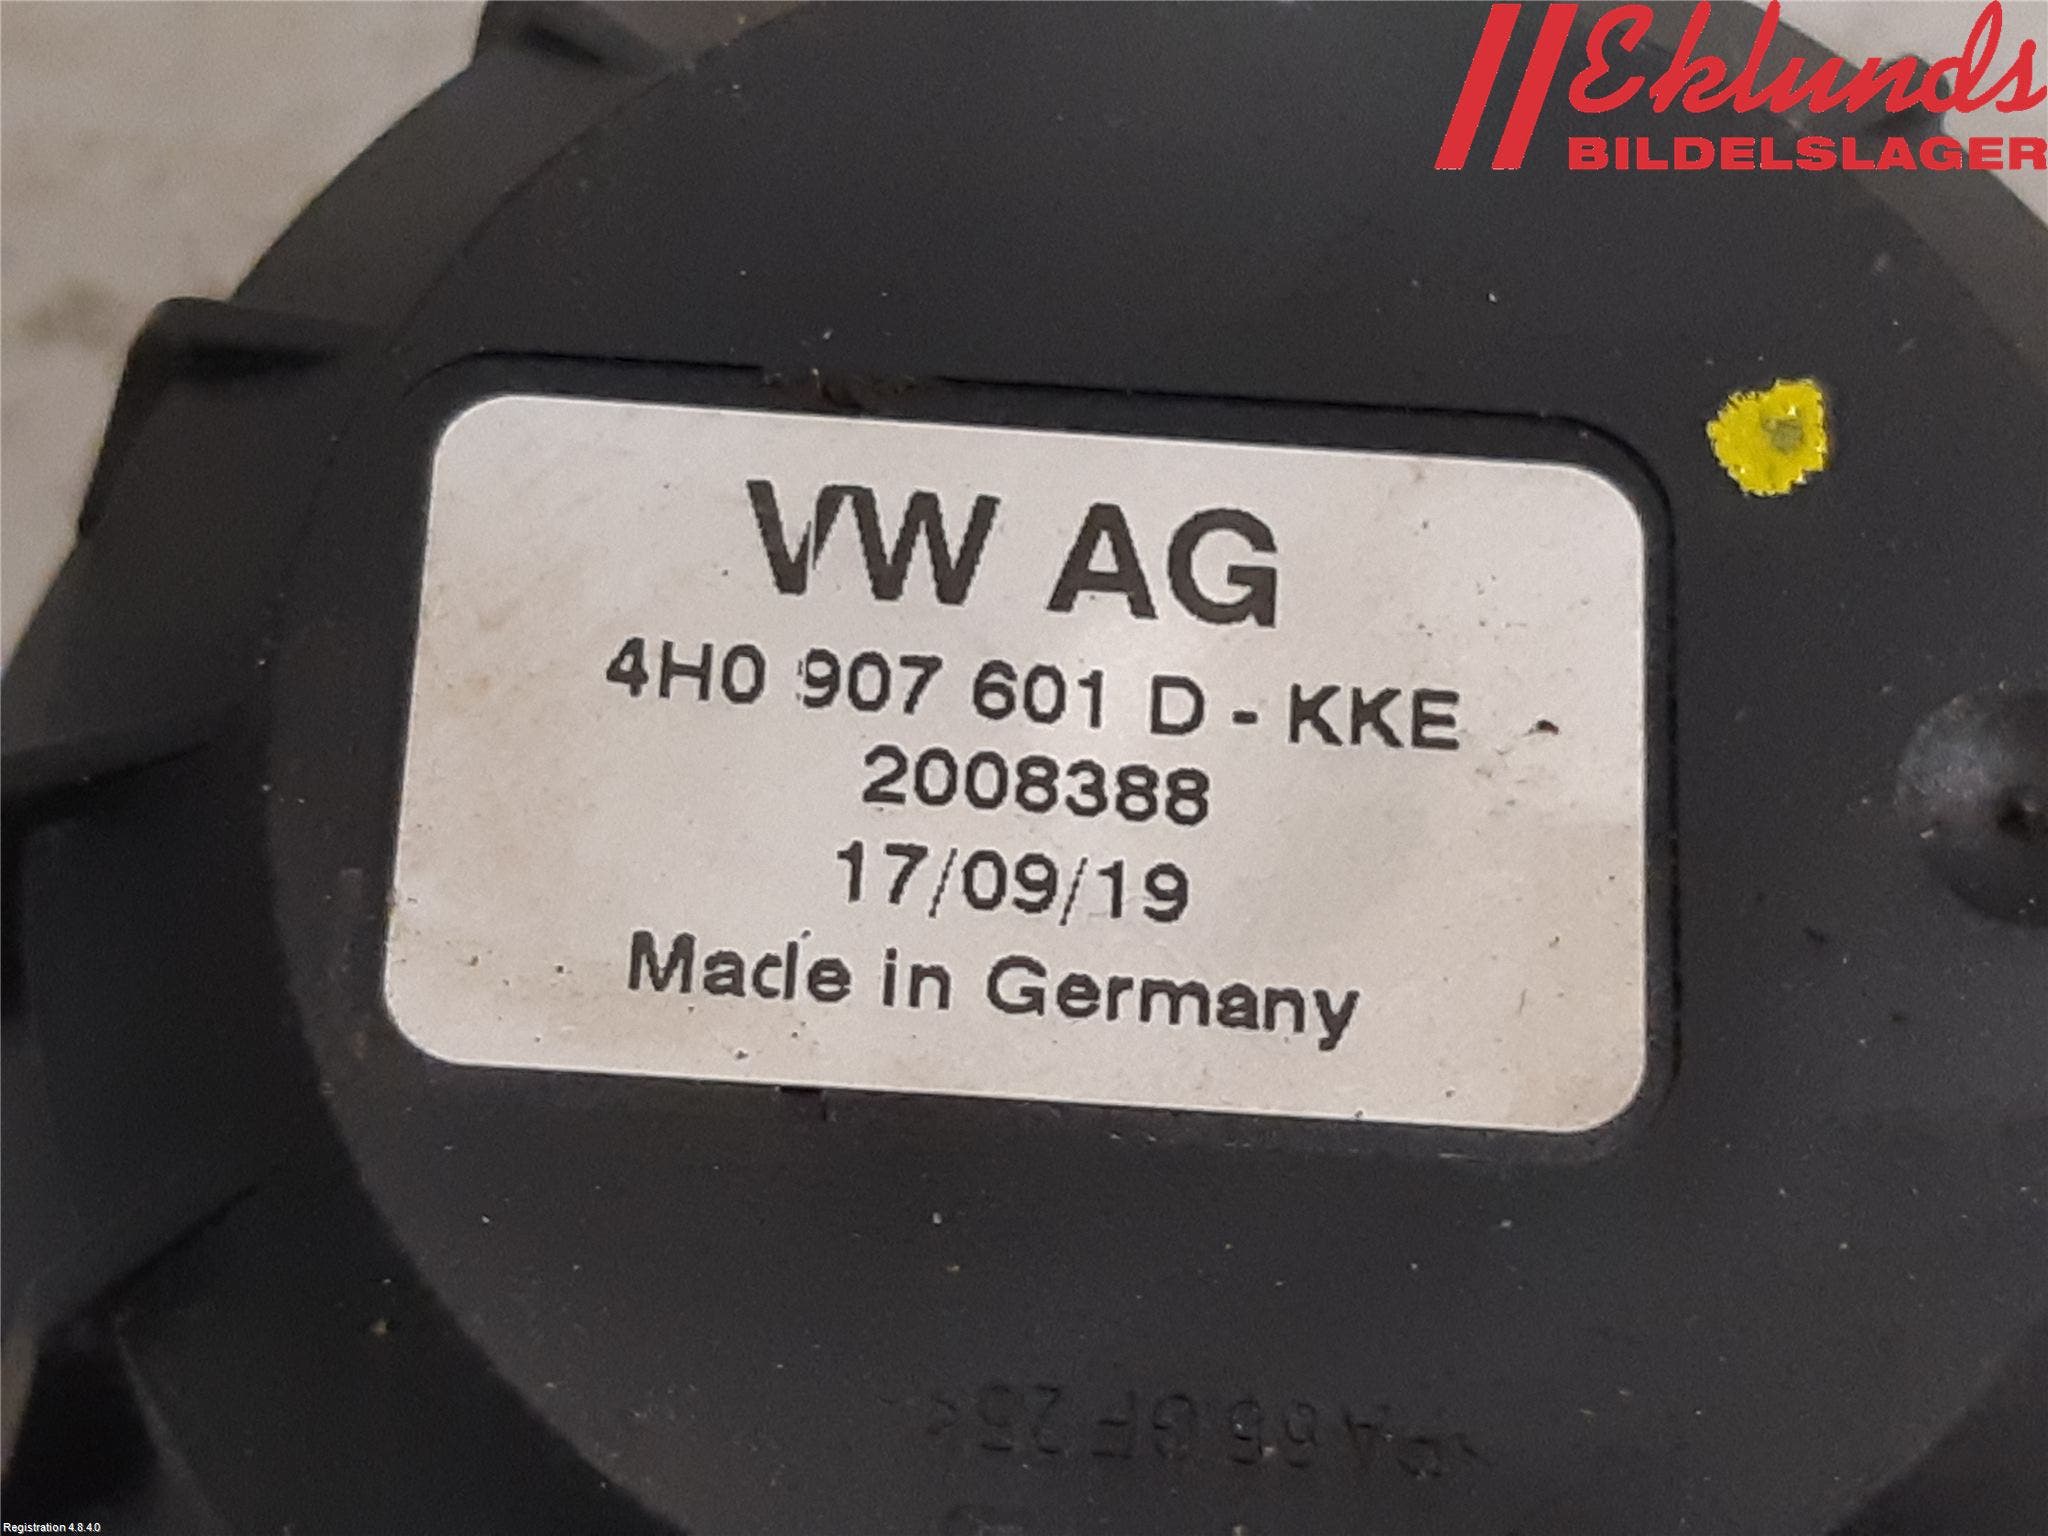 Eklunds
BILDELSLAGER
VW AG
4H0 907 601 D - KKE
2008388
17/09/19
Made in Germany
Registration 4.8.4.0